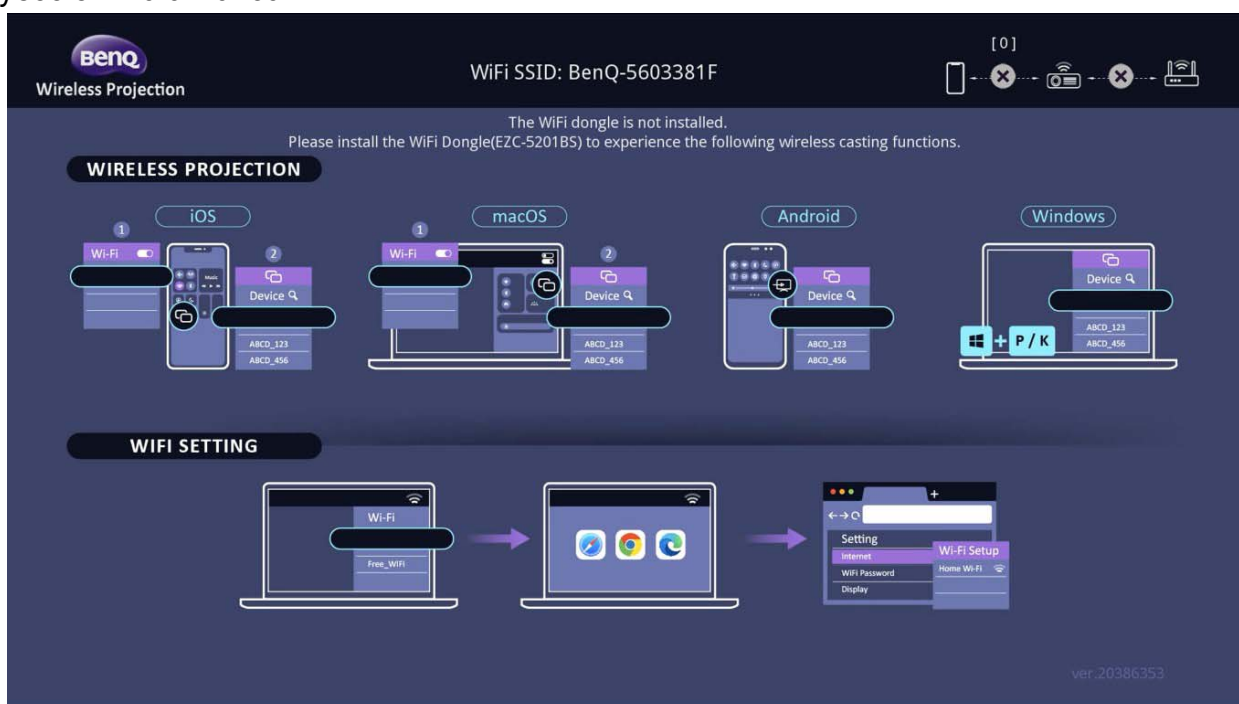 BenQ
Wireless Projection
WiFi SSID: BenQ-5603381F
[0]
The WiFi dongle is not installed.
Please install the WiFi Dongle(EZC-5201BS) to experience the following wireless casting functions.
WIRELESS PROJECTION
iOS
macOS
Android
Windows
1
Wi-Fi
2
Device
ABCD_123
ABCD_456
Music
1
Wi-Fi
2
Device
ABCD_123
ABCD_456
Device
ABCD_123
ABCD_456
Device
ABCD_123
ABCD_456
+ P / K
WIFI SETTING
Wi-Fi
Free_WIFI
+
Setting
Internet
WiFi Password
Display
Wi-Fi Setup
Home Wi-Fi
ver.20386353